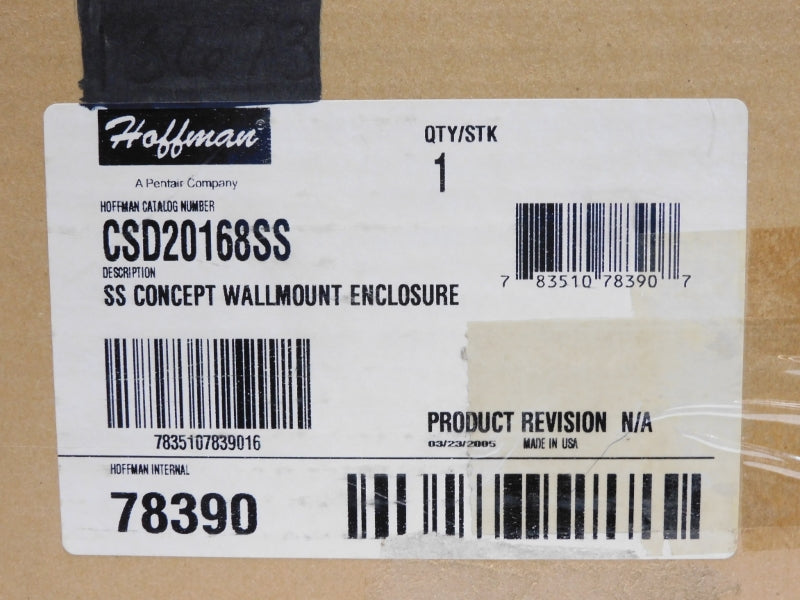 Hoffman®
A Pentair Company
QTY/STK
1
HOFFMAN CATALOG NUMBER
CSD20168SS
DESCRIPTION
SS CONCEPT WALLMOUNT ENCLOSURE
7 83510 78390 7
7835107839016
PRODUCT REVISION N/A
03/23/2005 MADE IN USA
HOFFMAN INTERNAL
78390